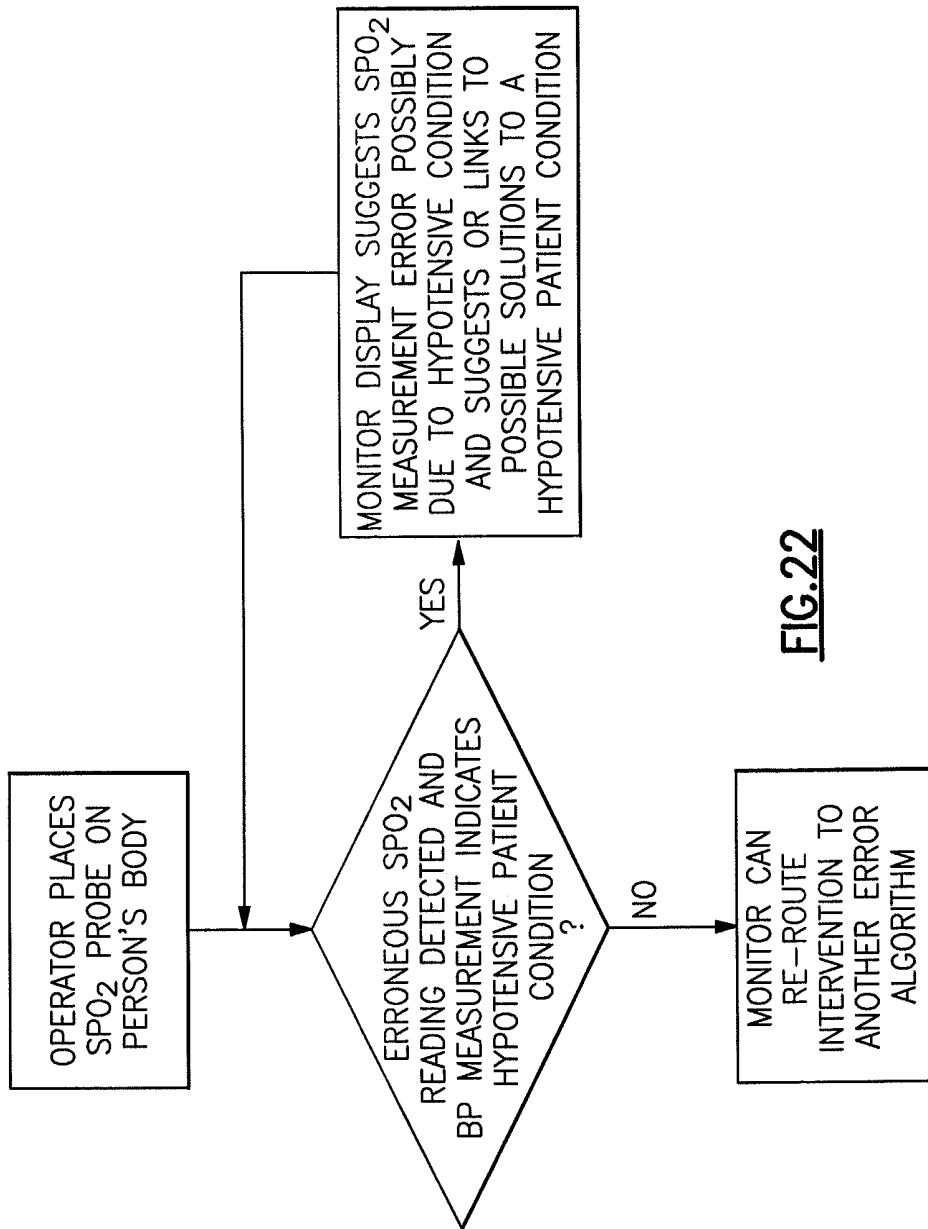 OPERATOR PLACES
SPO2 PROBE ON
PERSON'S BODY
ERRONEOUS SPO2
READING DETECTED AND
BP MEASUREMENT INDICATES
HYPOTENSIVE PATIENT
CONDITION
?
YES
MONITOR DISPLAY SUGGESTS SPO2
MEASUREMENT ERROR POSSIBLY
DUE TO HYPOTENSIVE CONDITION
AND SUGGESTS OR LINKS TO
POSSIBLE SOLUTIONS TO A
HYPOTENSIVE PATIENT CONDITION
NO
MONITOR CAN
RE-ROUTE
INTERVENTION TO
ANOTHER ERROR
ALGORITHM
FIG.22